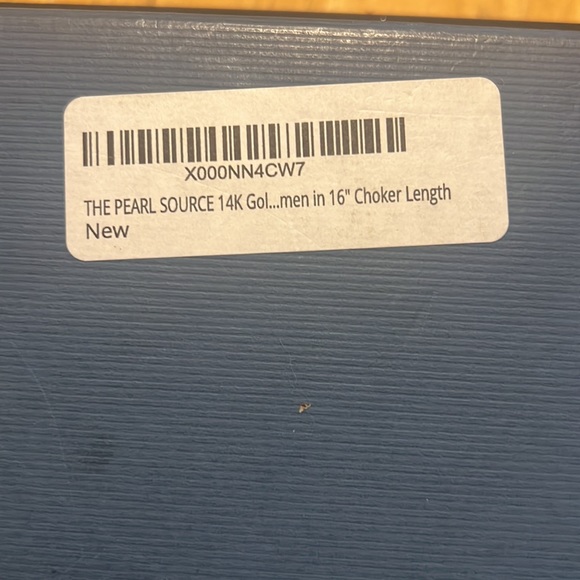 X000NN4CW7
THE PEARL SOURCE 14K Gol...men in 16" Choker Length
New